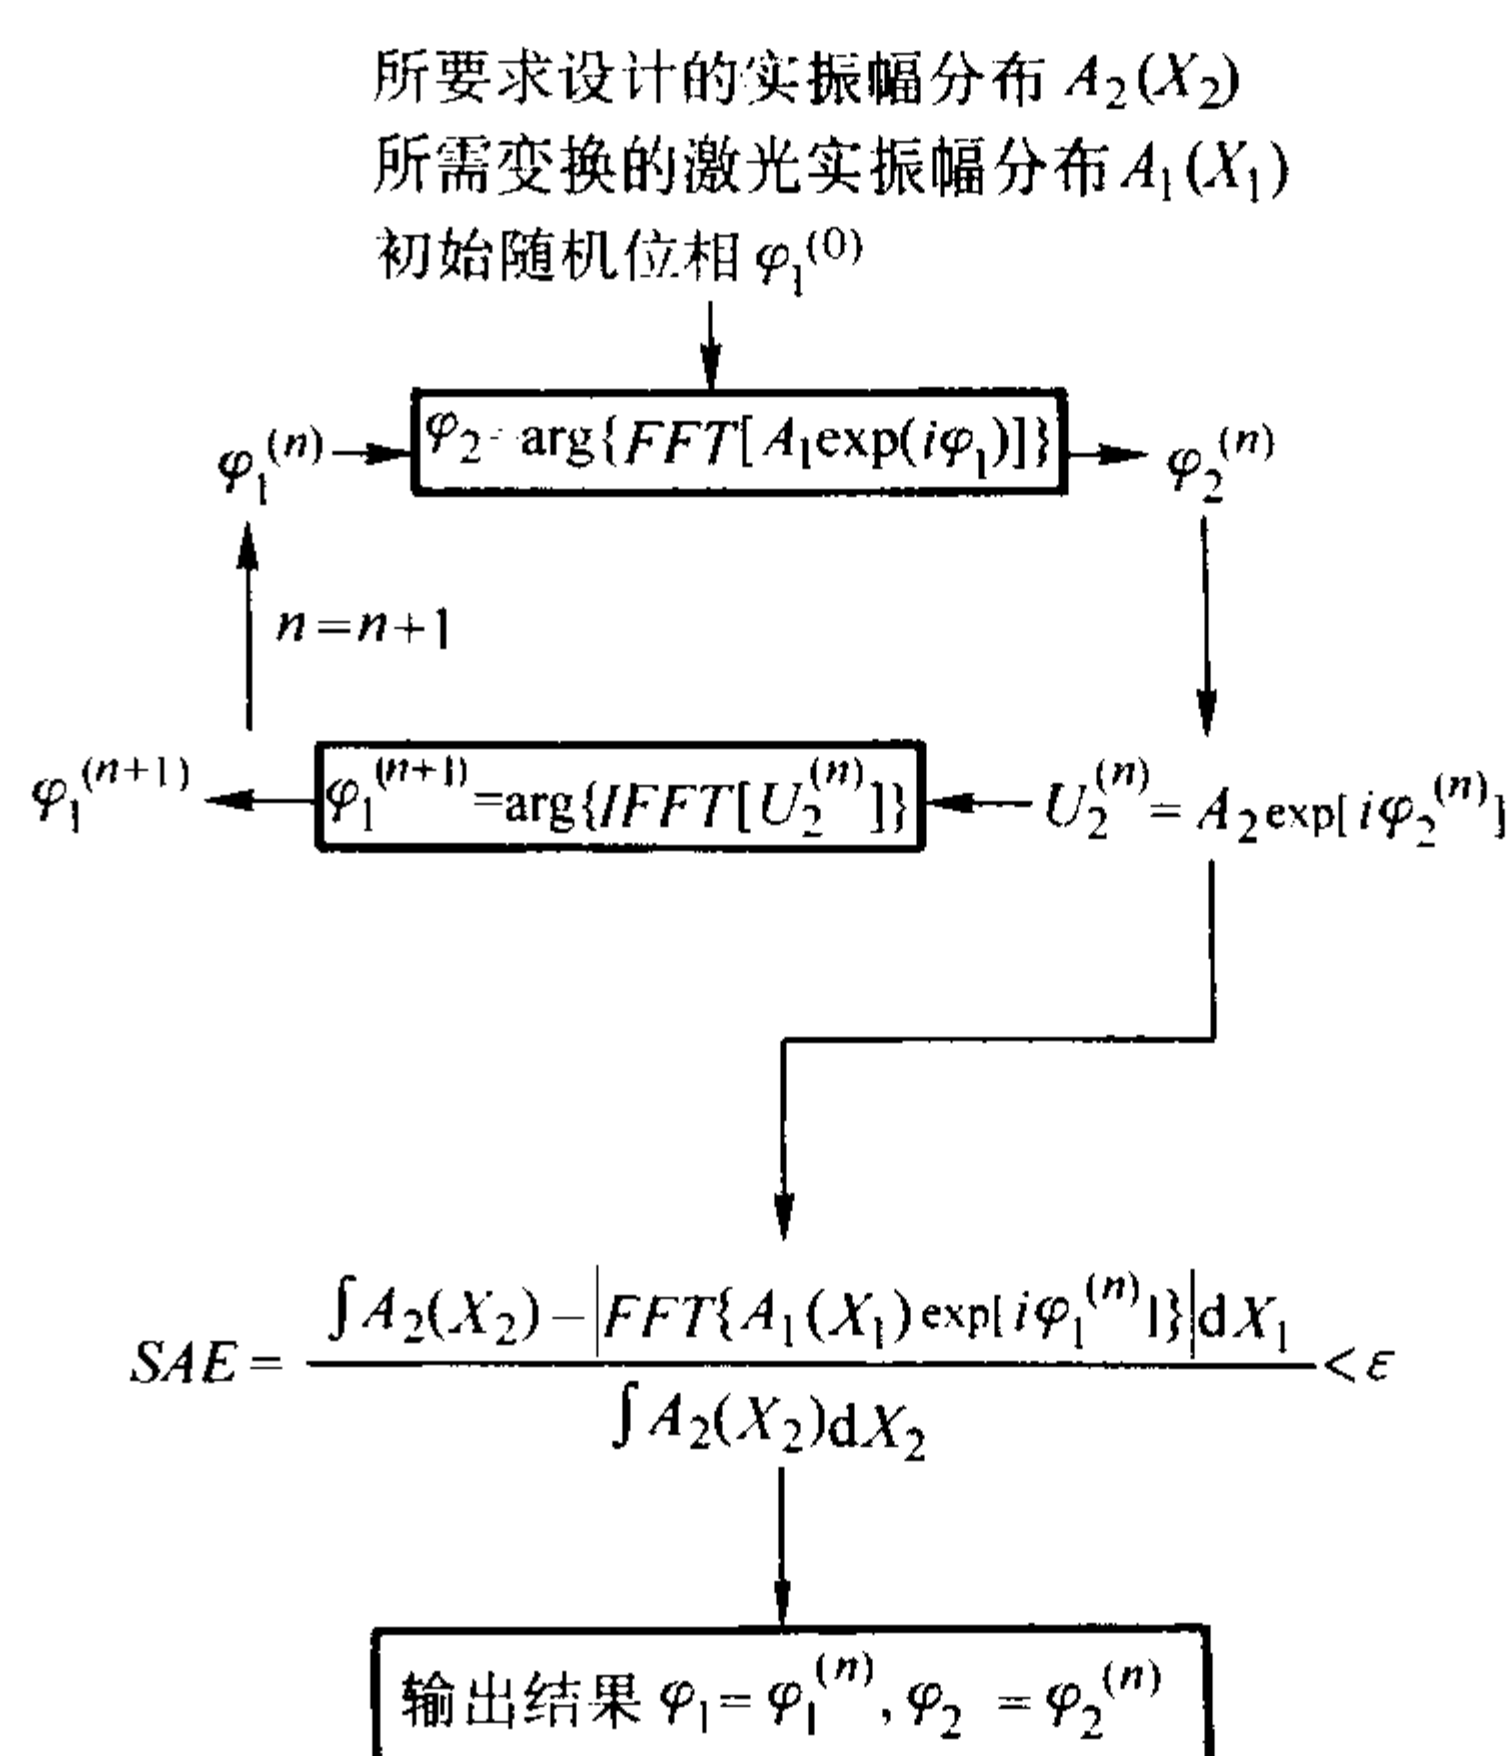 所要求设计的实振幅分布 A₂(X₂)
所需变换的激光实振幅分布 A₁(X₁)
初始随机位相 φ₁⁽⁰⁾
φ₁⁽ⁿ⁾
φ₂=arg{FFT[A₁exp(iφ₁)]}
φ₂⁽ⁿ⁾
n=n+1
φ₁⁽ⁿ⁺¹⁾
φ₁⁽ⁿ⁺¹⁾=arg{IFFT[U₂⁽ⁿ⁾]}
U₂⁽ⁿ⁾= A₂exp[iφ₂⁽ⁿ⁾]
SAE= ∫A₂(X₂)−|FFT{A₁(X₁)exp[iφ₁⁽ⁿ⁾]}|dX₁ <ε
∫A₂(X₂)dX₂
输出结果 φ₁=φ₁⁽ⁿ⁾,φ₂ =φ₂⁽ⁿ⁾